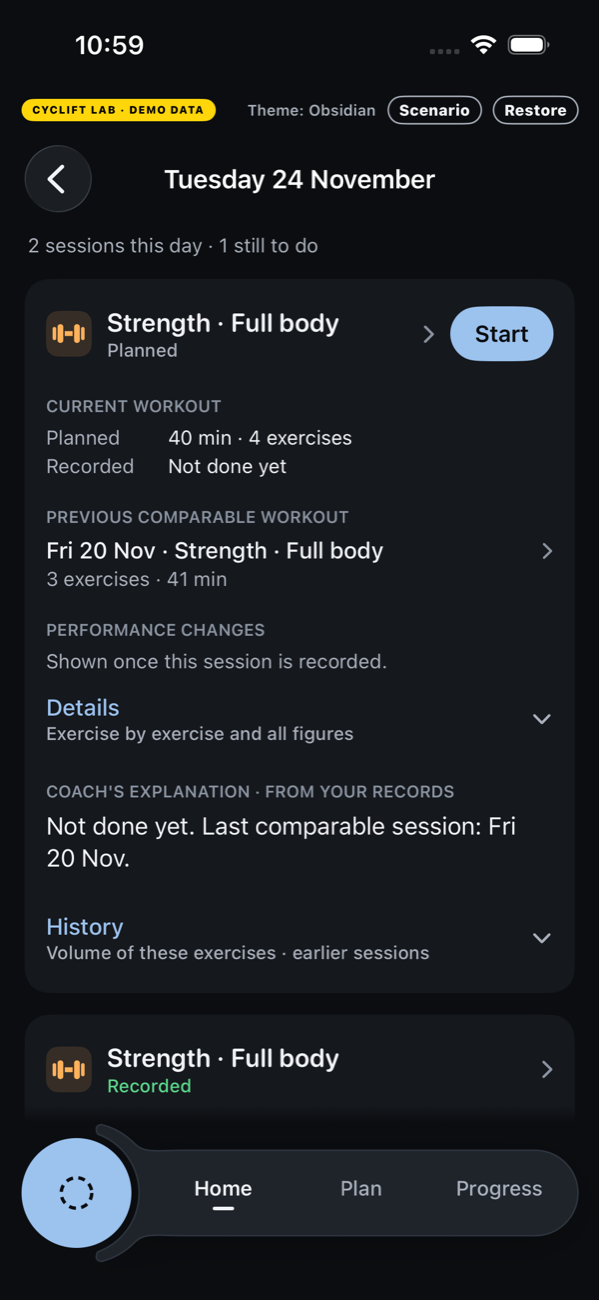 10:59
CYCLIFT LAB · DEMO DATA
Theme: Obsidian
Scenario
Restore
Tuesday 24 November
2 sessions this day · 1 still to do
Strength · Full body
Planned
Start
CURRENT WORKOUT
Planned 40 min · 4 exercises
Recorded Not done yet
PREVIOUS COMPARABLE WORKOUT
Fri 20 Nov · Strength · Full body
3 exercises · 41 min
PERFORMANCE CHANGES
Shown once this session is recorded.
Details
Exercise by exercise and all figures
COACH'S EXPLANATION · FROM YOUR RECORDS
Not done yet. Last comparable session: Fri
20 Nov.
History
Volume of these exercises · earlier sessions
Strength · Full body
Recorded
Home
Plan
Progress